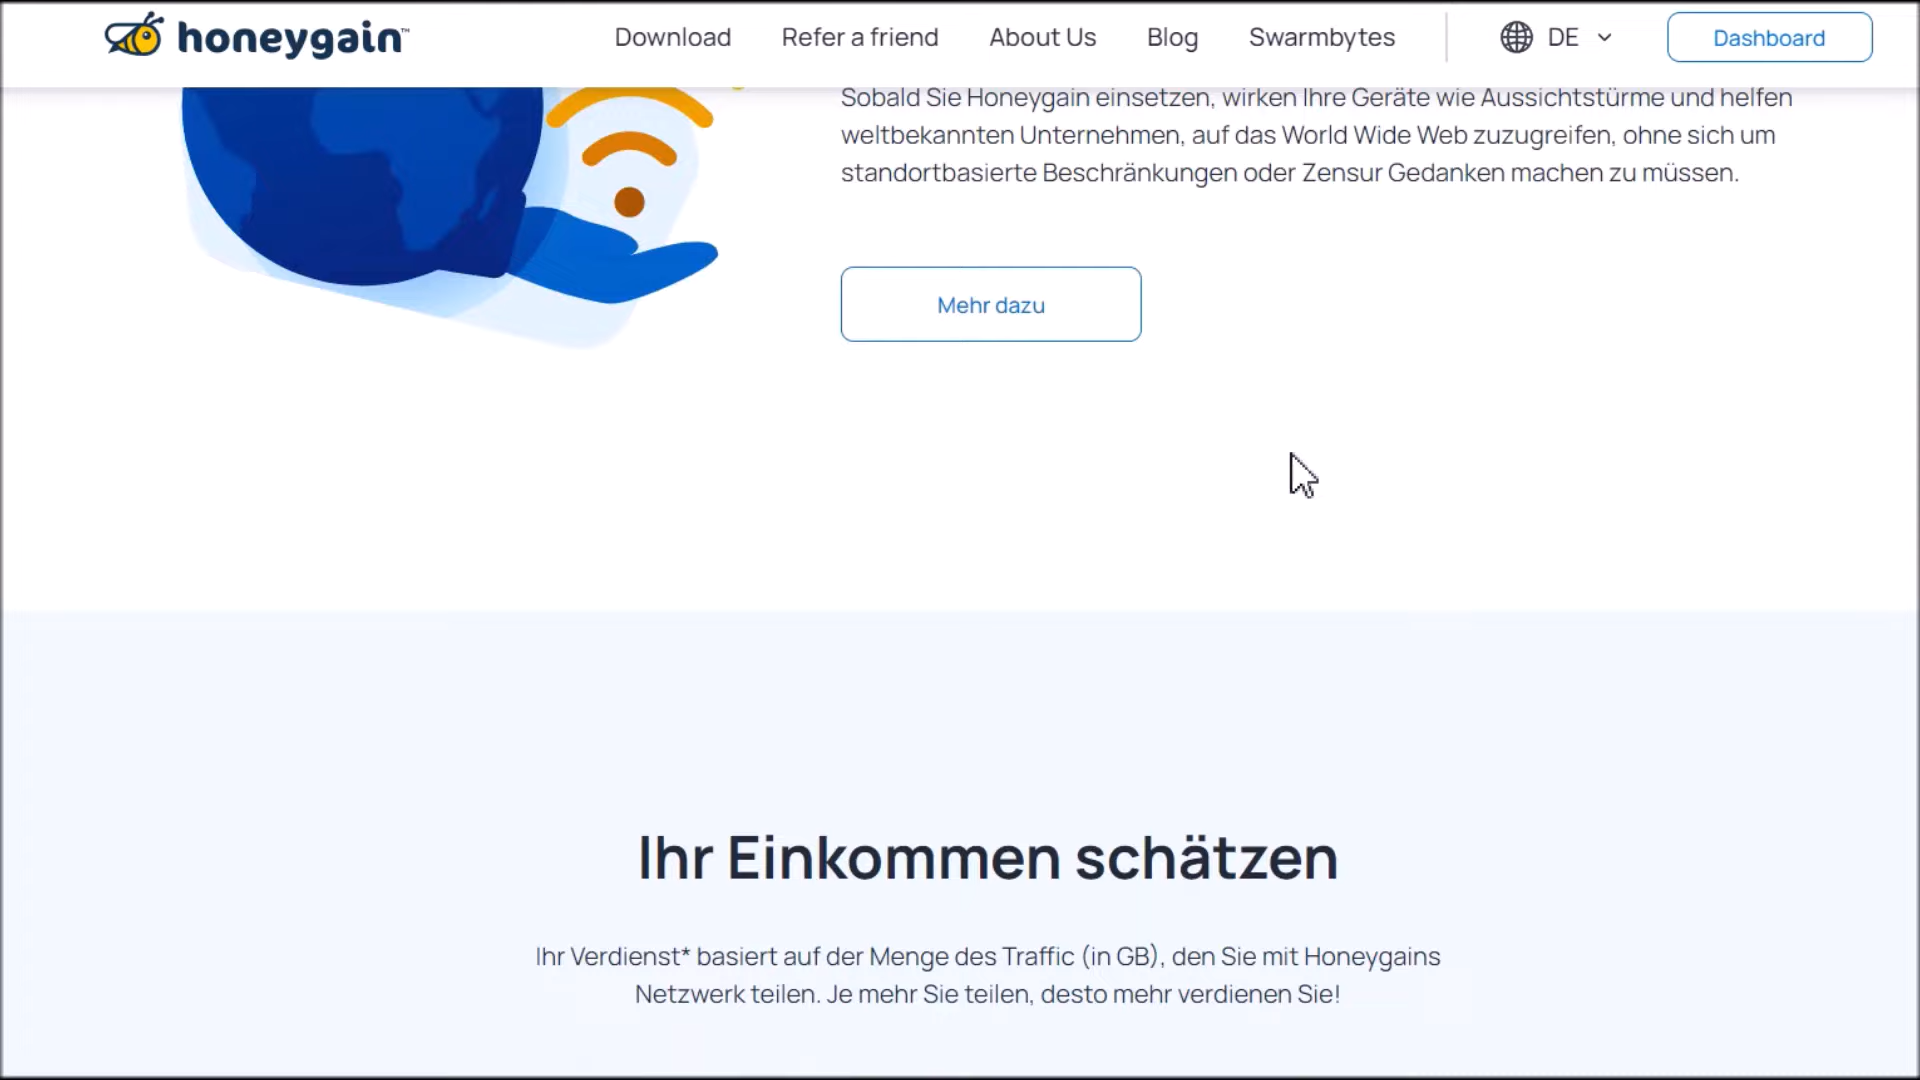 honeygain™
Download Refer a friend About Us Blog Swarmbytes DE Dashboard
Sobald Sie Honeygain einsetzen, wirken Ihre Geräte wie Aussichtstürme und helfen
weltbekannten Unternehmen, auf das World Wide Web zuzugreifen, ohne sich um
standortbasierte Beschränkungen oder Zensur Gedanken machen zu müssen.
Mehr dazu
Ihr Einkommen schätzen
Ihr Verdienst* basiert auf der Menge des Traffic (in GB), den Sie mit Honeygains
Netzwerk teilen. Je mehr Sie teilen, desto mehr verdienen Sie!